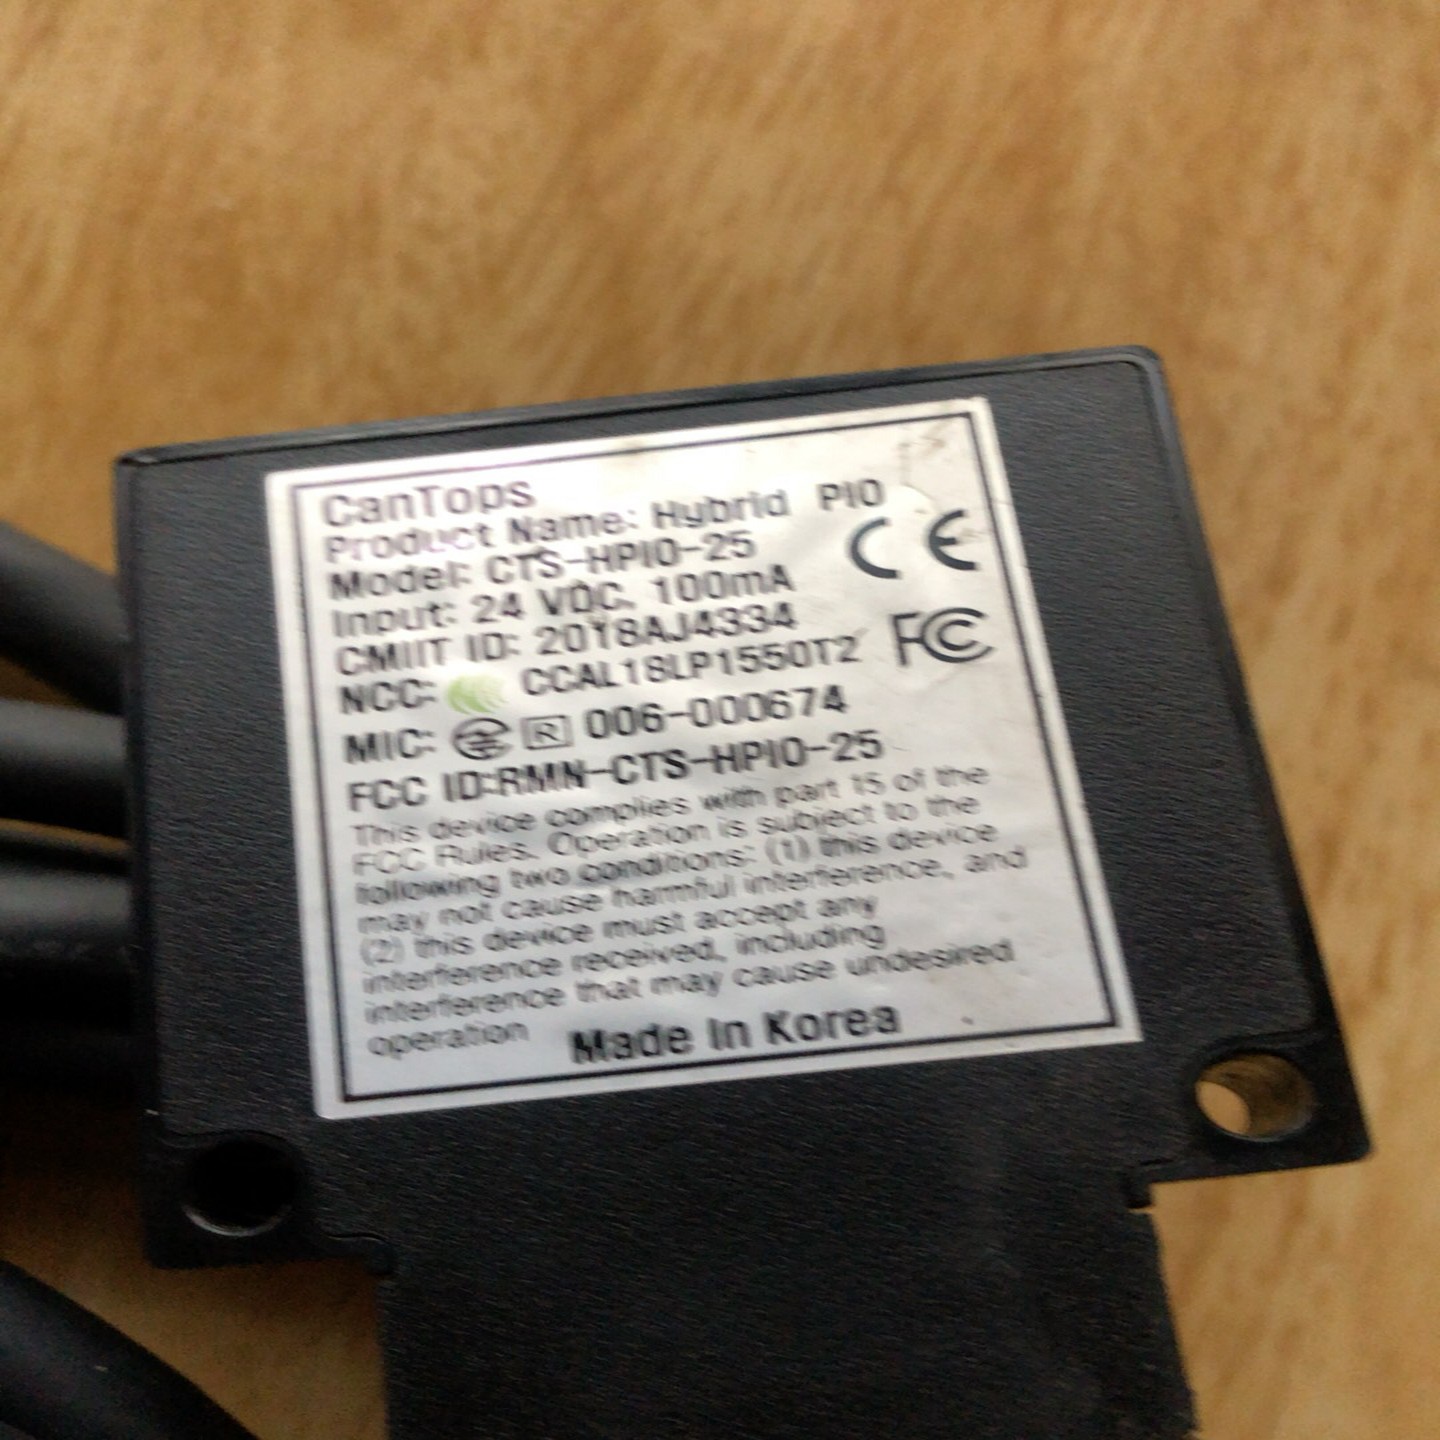 CanTops
Product Name: Hybrid PIO
Model: CTS-HPIO-25
CE
Input: 24 VDC, 100mA
CMIIT ID: 2018AJ4334
FC
NCC: CCAL18LP1550T2
MIC: R 006-000674
FCC ID:RMN-CTS-HPIO-25
This device complies with part 15 of the
FCC Rules. Operation is subject to the
following two conditions: (1) this device
may not cause harmful interference, and
(2) this device must accept any
interference received, including
interference that may cause undesired
operation
Made In Korea